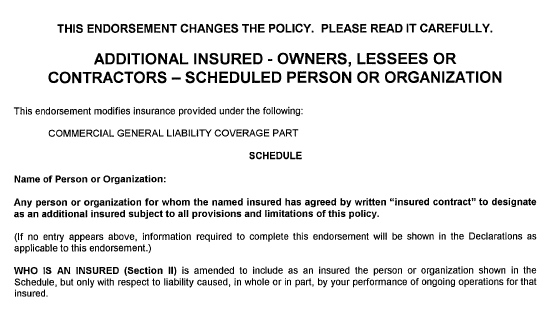 THIS ENDORSEMENT CHANGES THE POLICY. PLEASE READ IT CAREFULLY.
ADDITIONAL INSURED - OWNERS, LESSEES OR
CONTRACTORS – SCHEDULED PERSON OR ORGANIZATION
This endorsement modifies insurance provided under the following:
COMMERCIAL GENERAL LIABILITY COVERAGE PART
SCHEDULE
Name of Person or Organization:
Any person or organization for whom the named insured has agreed by written “insured contract” to designate
as an additional insured subject to all provisions and limitations of this policy.
(If no entry appears above, information required to complete this endorsement will be shown in the Declarations as
applicable to this endorsement.)
WHO IS AN INSURED (Section II) is amended to include as an insured the person or organization shown in the
Schedule, but only with respect to liability caused, in whole or in part, by your performance of ongoing operations for that
insured.